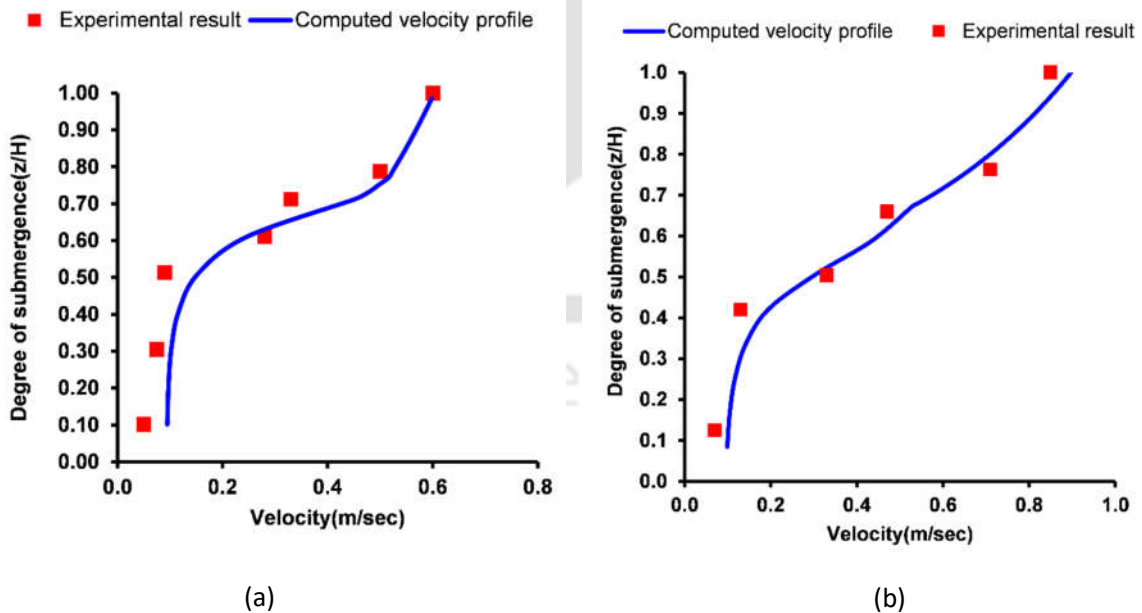 Experimental result Computed velocity profile
1.00
0.90
0.80
0.70
0.60
0.50
0.40
0.30
0.20
0.10
0.00
Degree of submergence(z/H)
0.0 0.2 0.4 0.6 0.8
Velocity(m/sec)
(a)
Computed velocity profile Experimental result
1.0
0.9
0.8
0.7
0.6
0.5
0.4
0.3
0.2
0.1
0.0
Degree of submergence(z/H)
0.0 0.2 0.4 0.6 0.8 1.0
Velocity(m/sec)
(b)